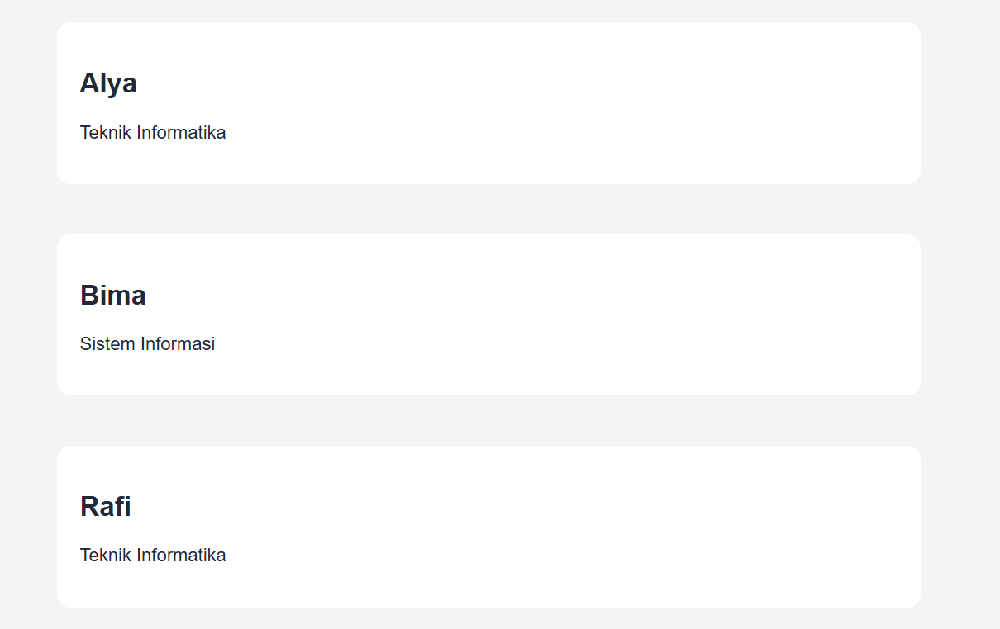 Alya
Teknik Informatika
Bima
Sistem Informasi
Rafi
Teknik Informatika